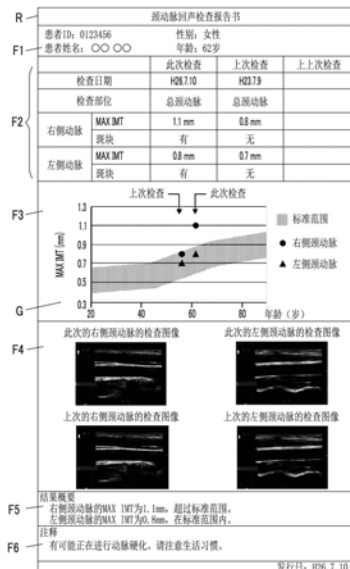 R
颈动脉回声检查报告书
患者ID: 0123456 性别: 女性
F1
患者姓名: 〇〇 〇〇 年龄: 62岁
此次检查 上次检查 上上次检查
检查日期 H26.7.10 H23.7.9
检查部位 总颈动脉 总颈动脉
F2
右侧动脉 MAX IMT 1.1 mm 0.8 mm
斑块 有 无
左侧动脉 MAX IMT 0.8 mm 0.7 mm
斑块 有 无
上次检查 此次检查
F3
MAX IMT (mm)
1.3
1.1
0.9
0.7
0.5
0.3
20 40 60 80 年龄 (岁)
标准范围
右侧颈动脉
左侧颈动脉
G
F4
此次的右侧颈动脉的检查图像 此次的左侧颈动脉的检查图像
上次的右侧颈动脉的检查图像 上次的左侧颈动脉的检查图像
结果概要
F5
右侧颈动脉的MAX IMT为1.1mm, 超过标准范围。
左侧颈动脉的MAX IMT为0.8mm, 在标准范围内。
注释
F6
有可能正在进行动脉硬化。请注意生活习惯。
发行日: H26.7.10